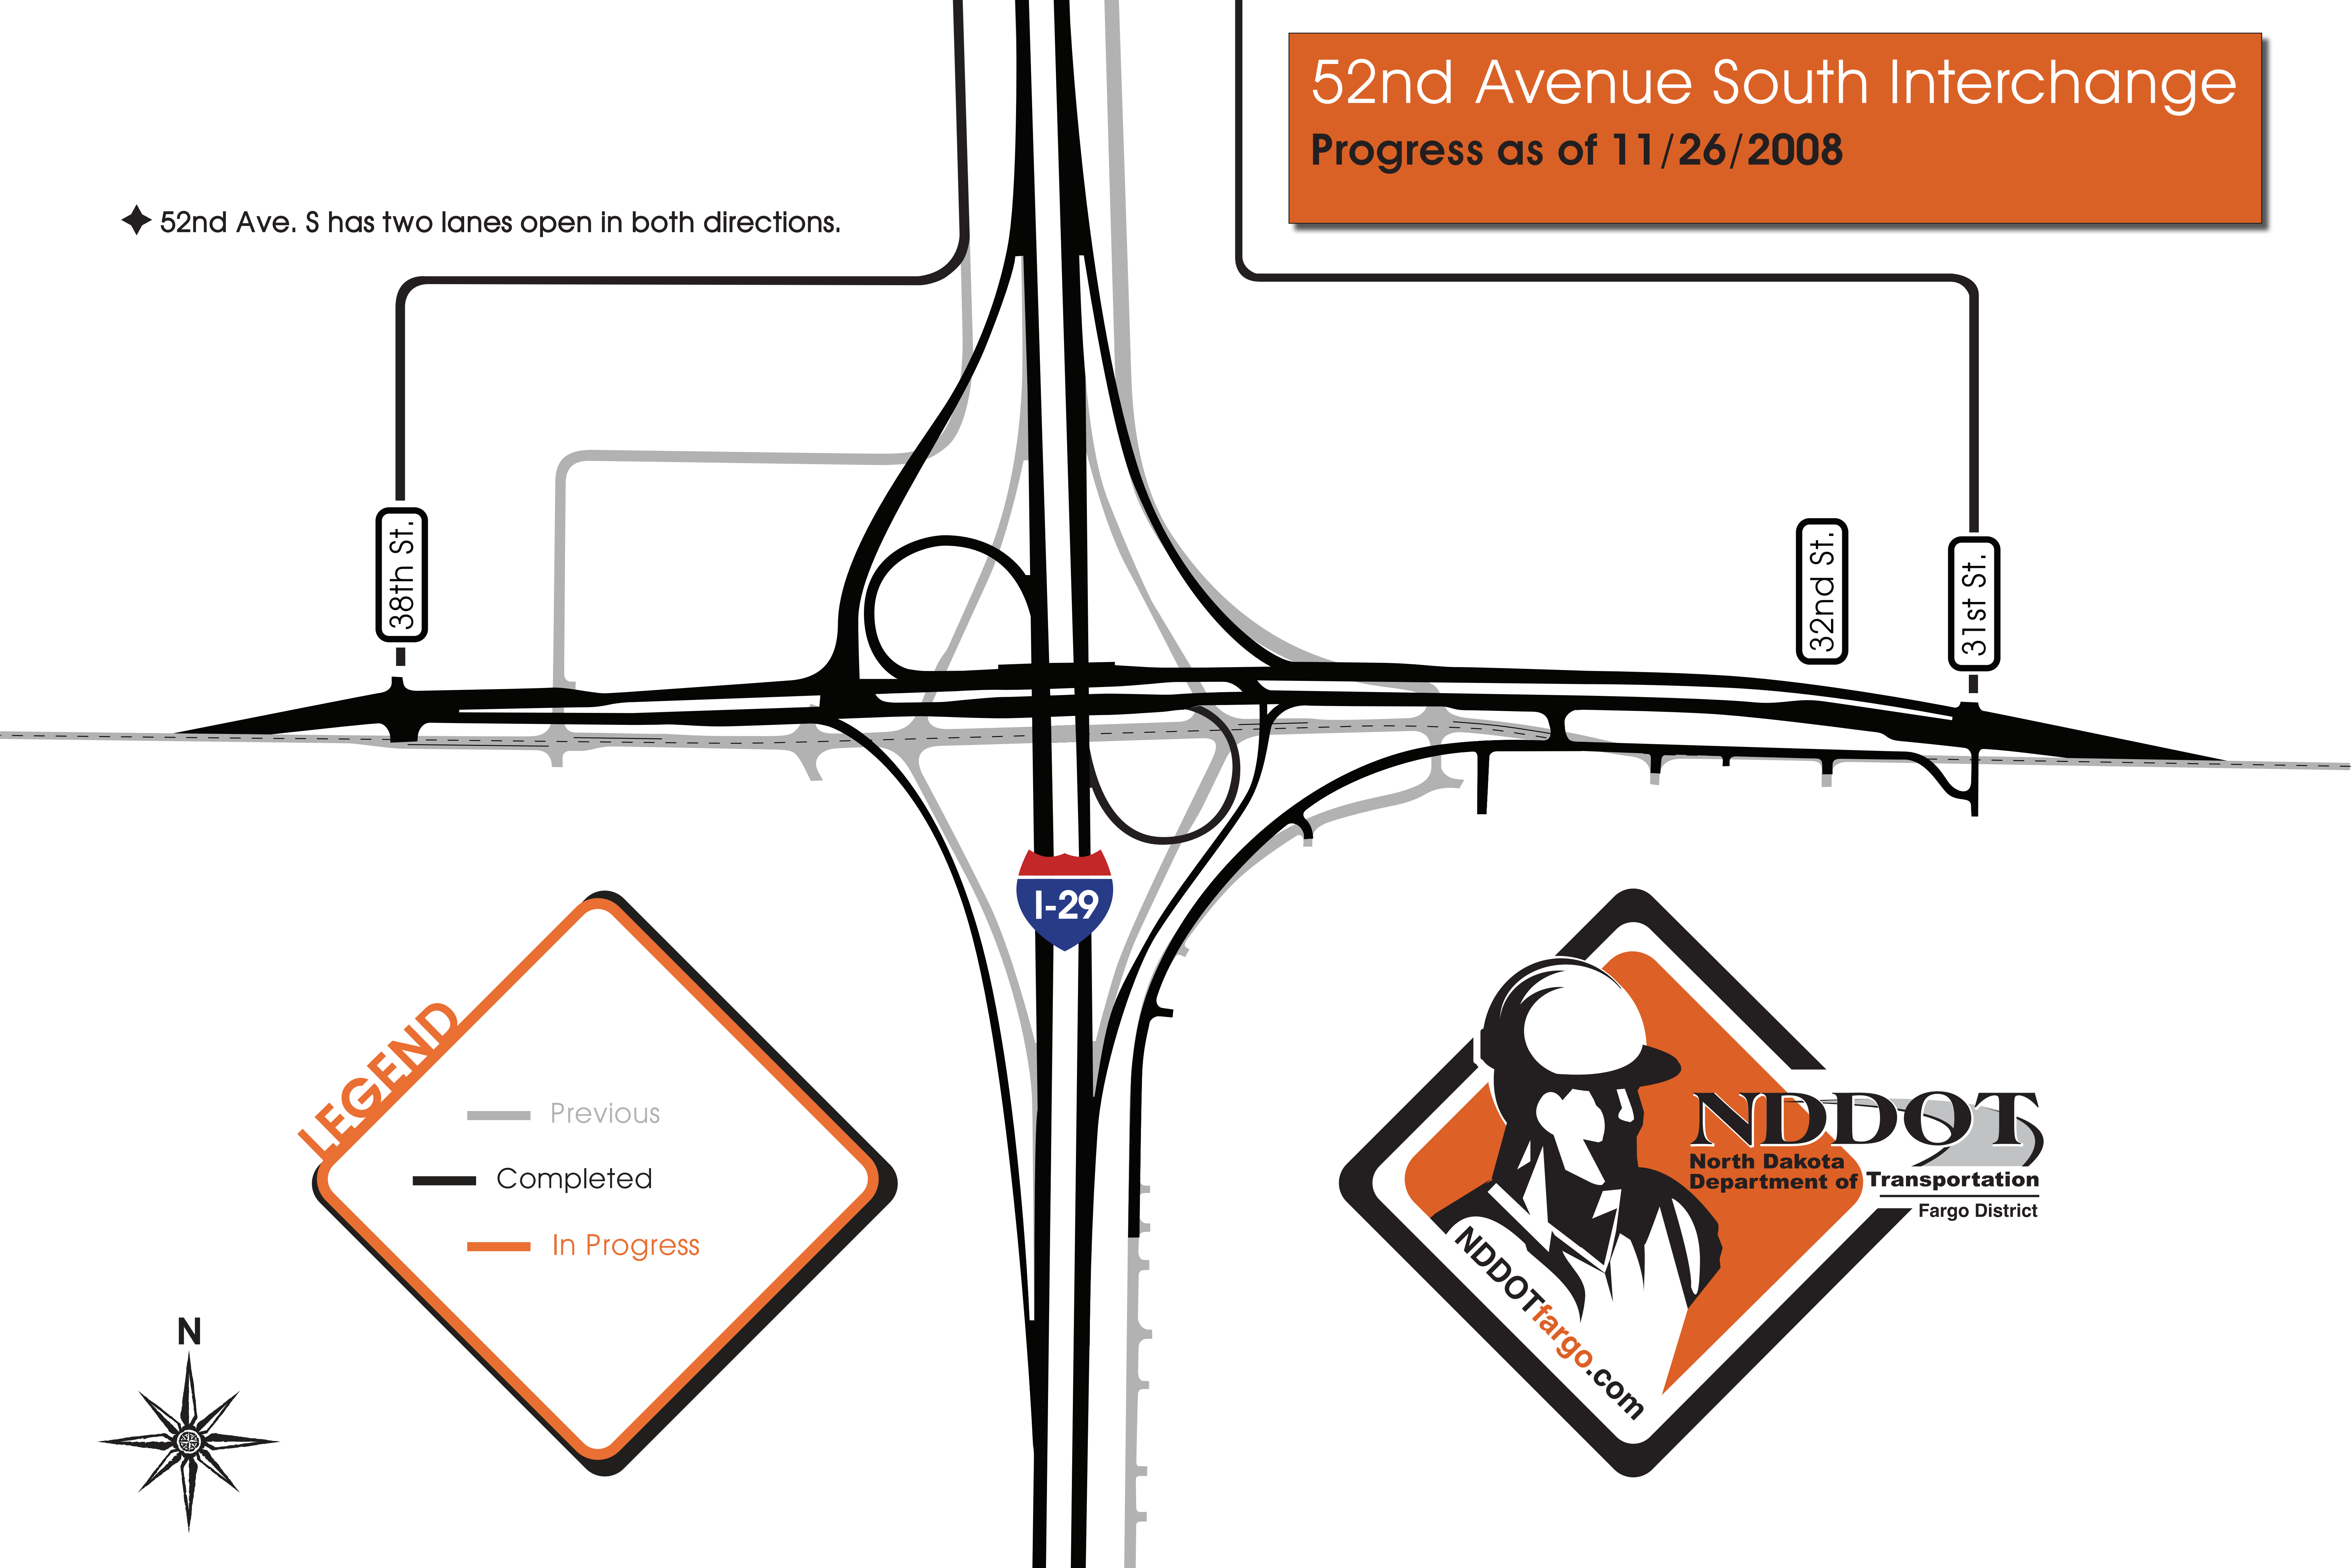 52nd Avenue South Interchange
Progress as of 11/26/2008
52nd Ave. S has two lanes open in both directions.
38th St.
32nd St.
31st St.
I-29
LEGEND
Previous
Completed
In Progress
N
NDDOT
North Dakota
Department of Transportation
Fargo District
NDDOTfargo.com